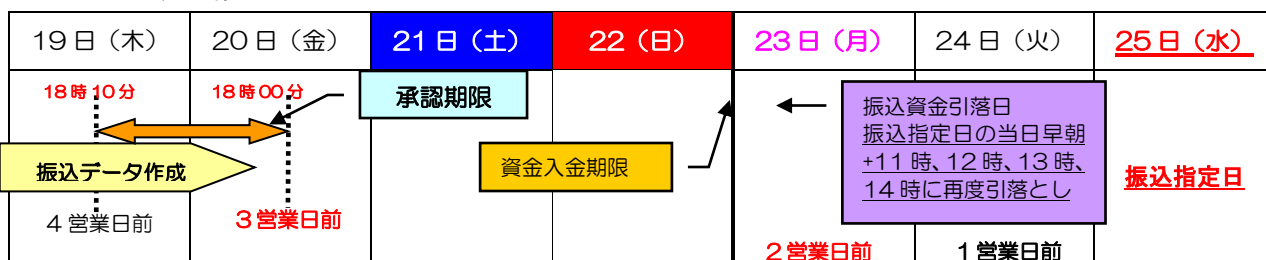 19日（木）
20日（金）
21日（土）
22（日）
23日（月）
24日（火）
25日（水）
18時10分
18時00分
承認期限
振込データ作成
資金入金期限
振込資金引落日
振込指定日の当日早朝
+11時、12時、13時、
14時に再度引落とし
振込指定日
4営業日前
3営業日前
2営業日前
1営業日前